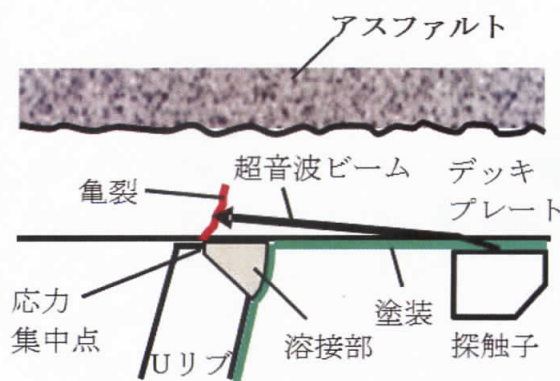 アスファルト
超音波ビーム
デッキ
プレート
亀裂
応力
集中点
Uリブ
溶接部
塗装
探触子